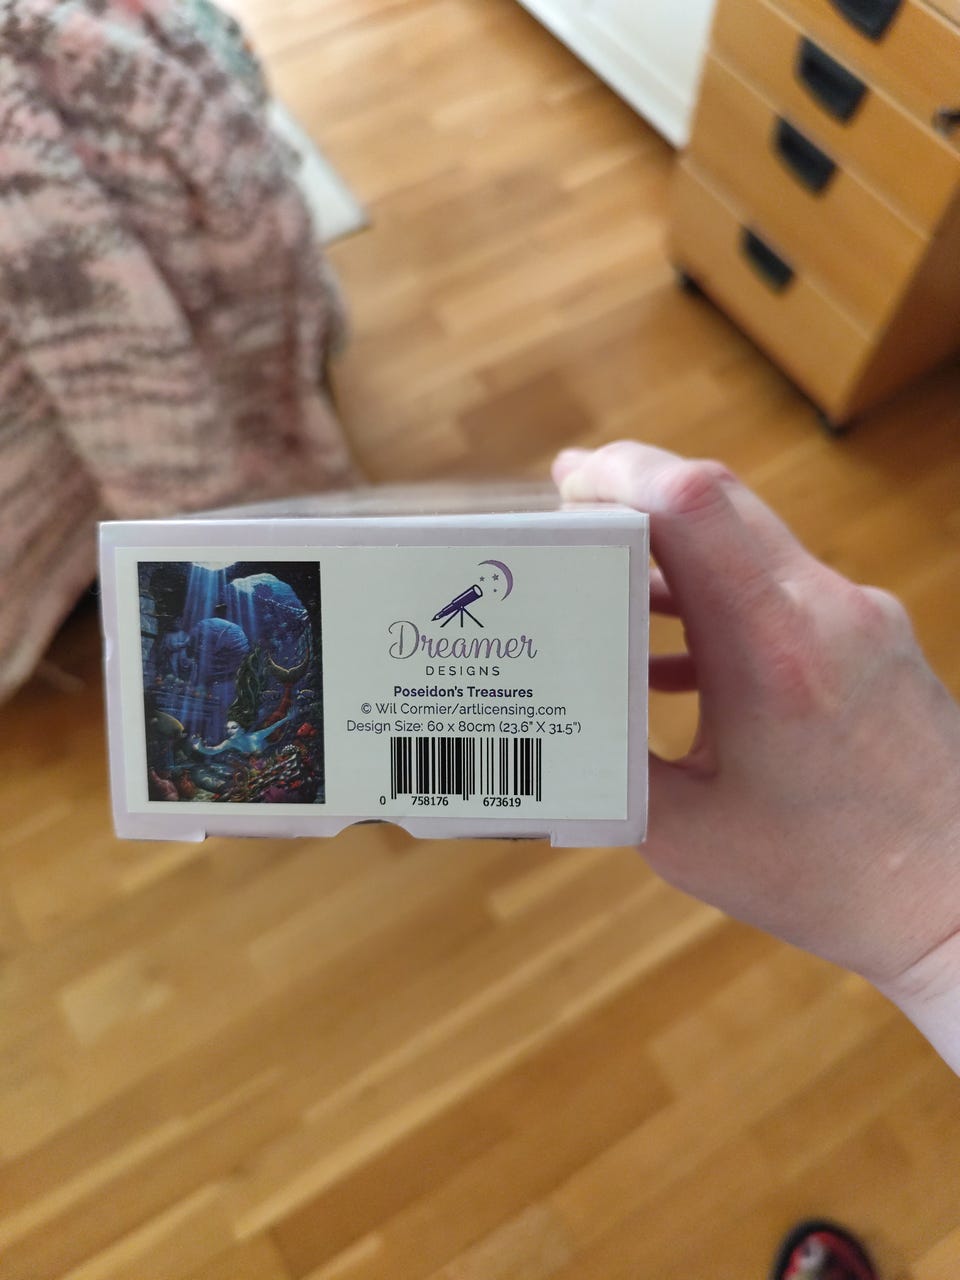 Dreamer
DESIGNS
Poseidon's Treasures
© Wil Cormier/artlicensing.com
Design Size: 60 x 80cm (23.6" X 31.5")
0 758176 673619